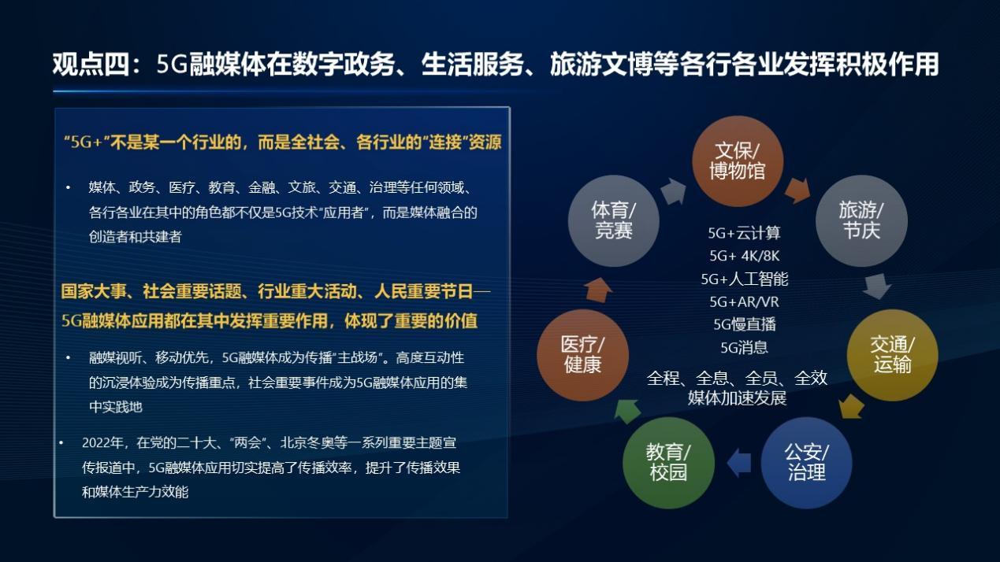 观点四：5G融媒体在数字政务、生活服务、旅游文博等各行各业发挥积极作用
“5G+”不是某一个行业的，而是全社会、各行业的“连接”资源
• 媒体、政务、医疗、教育、金融、文旅、交通、治理等任何领域、
各行各业在其中的角色都不仅是5G技术“应用者”，而是媒体融合的
创造者和共建者
国家大事、社会重要话题、行业重大活动、人民重要节日—
5G融媒体应用都在其中发挥重要作用，体现了重要的价值
• 融媒视听、移动优先，5G融媒体成为传播“主战场”。高度互动性
的沉浸体验成为传播重点，社会重要事件成为5G融媒体应用的集
中实践地
• 2022年，在党的二十大、“两会”、北京冬奥等一系列重要主题宣
传报道中，5G融媒体应用切实提高了传播效率，提升了传播效果
和媒体生产力效能
文保/
博物馆
旅游/
节庆
交通/
运输
公安/
治理
教育/
校园
医疗/
健康
体育/
竞赛
5G+云计算
5G+ 4K/8K
5G+人工智能
5G+AR/VR
5G慢直播
5G消息
全程、全息、全员、全效
媒体加速发展